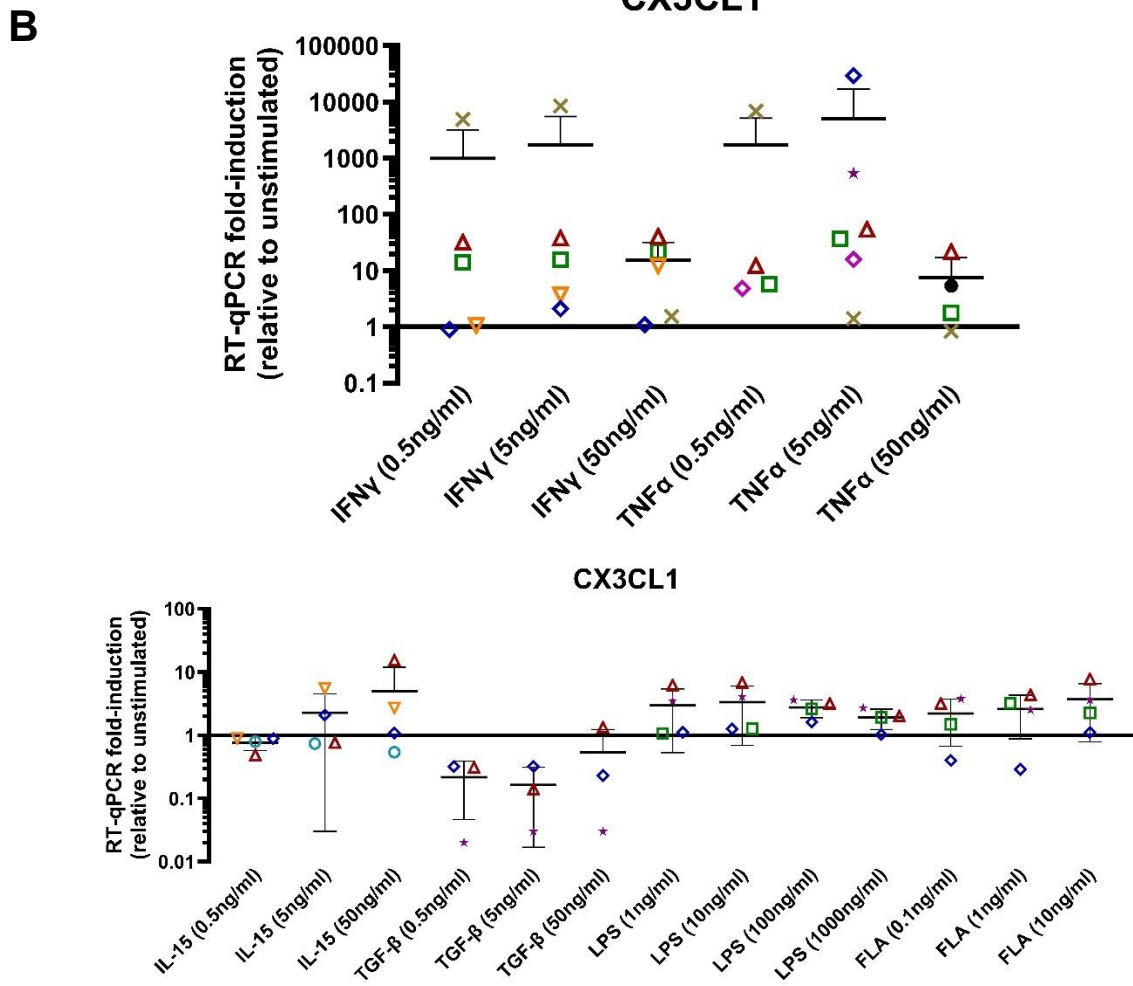 B
CX3CL1
RT-qPCR fold-induction
(relative to unstimulated)
100000
10000
1000
100
10
1
0.1
IFNγ (0.5ng/ml)
IFNγ (5ng/ml)
IFNγ (50ng/ml)
TNFα (0.5ng/ml)
TNFα (5ng/ml)
TNFα (50ng/ml)
CX3CL1
RT-qPCR fold-induction
(relative to unstimulated)
100
10
1
0.1
0.01
IL-15 (0.5ng/ml)
IL-15 (5ng/ml)
IL-15 (50ng/ml)
TGF-β (0.5ng/ml)
TGF-β (5ng/ml)
TGF-β (50ng/ml)
LPS (1ng/ml)
LPS (10ng/ml)
LPS (100ng/ml)
LPS (1000ng/ml)
FLA (0.1ng/ml)
FLA (1ng/ml)
FLA (10ng/ml)